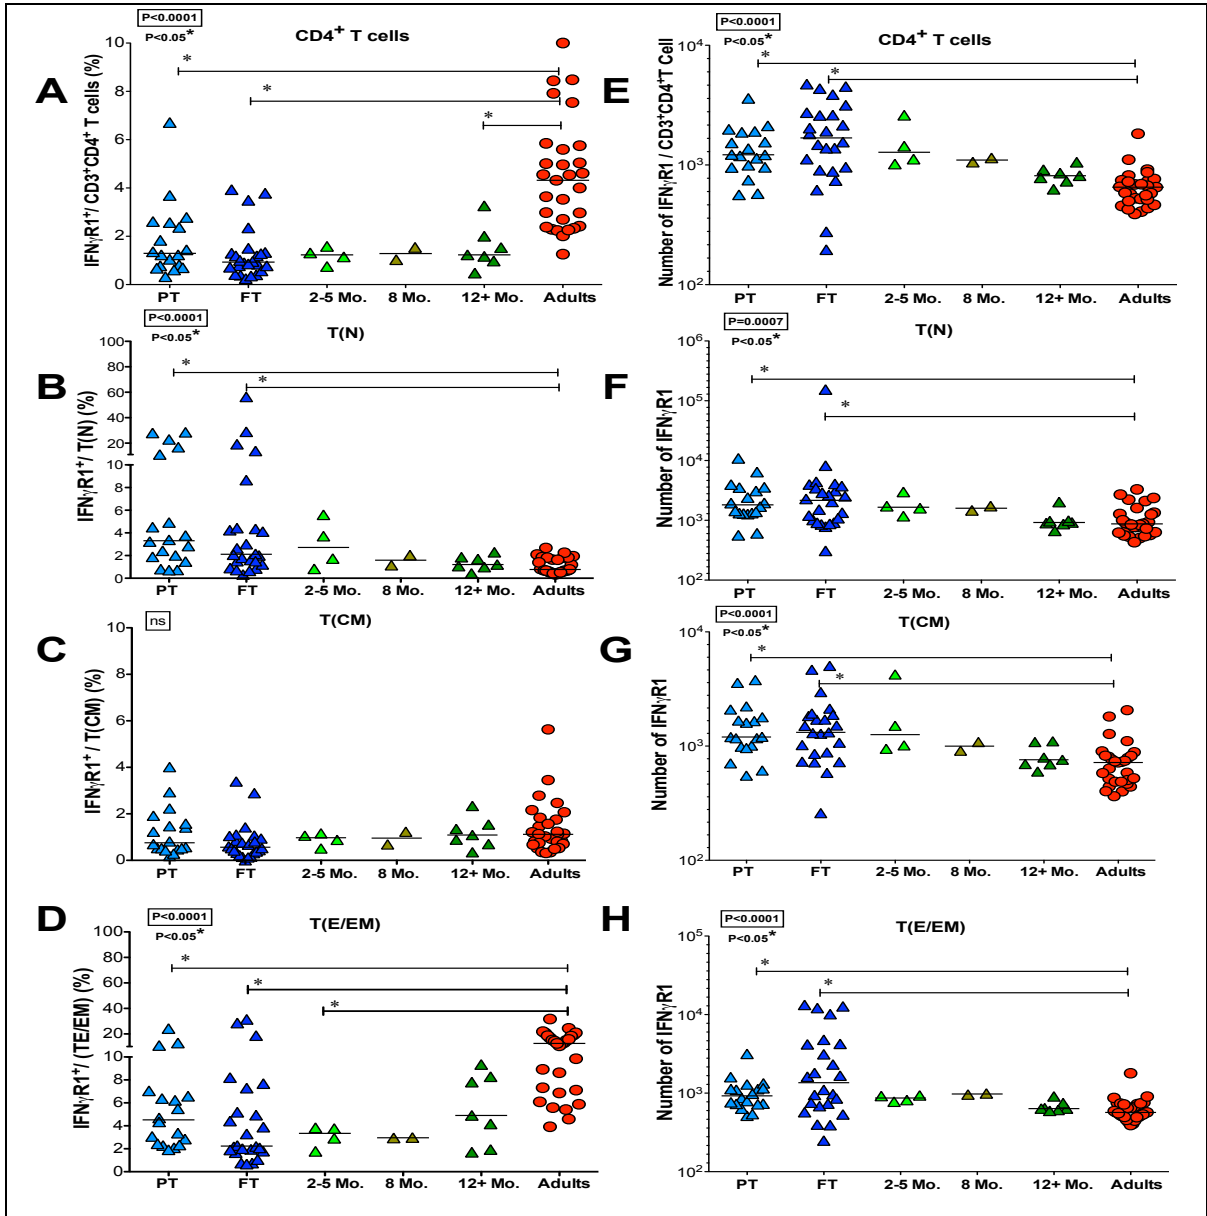 A
P<0.0001
P<0.05*
CD4+ T cells
IFNγR1+/ CD3+CD4+ T cells (%)
10
8
6
4
2
0
*
*
*
PT FT 2-5 Mo. 8 Mo. 12+ Mo. Adults
E
P<0.0001
P<0.05*
CD4+ T cells
Number of IFNγR1 / CD3+CD4+T Cell
10^4
10^3
10^2
*
*
PT FT 2-5 Mo. 8 Mo. 12+ Mo. Adults
B
P<0.0001
P<0.05*
T(N)
IFNγR1+/ T(N) (%)
100
80
60
40
20
10
8
6
4
2
0
*
*
PT FT 2-5 Mo. 8 Mo. 12+ Mo. Adults
F
P=0.0007
P<0.05*
T(N)
Number of IFNγR1
10^6
10^5
10^4
10^3
10^2
*
*
PT FT 2-5 Mo. 8 Mo. 12+ Mo. Adults
C
ns
T(CM)
IFNγR1+/ T(CM) (%)
10
8
6
4
2
0
PT FT 2-5 Mo. 8 Mo. 12+ Mo. Adults
G
P<0.0001
P<0.05*
T(CM)
Number of IFNγR1
10^4
10^3
10^2
*
*
PT FT 2-5 Mo. 8 Mo. 12+ Mo. Adults
D
P<0.0001
P<0.05*
T(E/EM)
IFNγR1+/ (TE/EM) (%)
100
80
60
40
20
10
8
6
4
2
0
*
*
*
PT FT 2-5 Mo. 8 Mo. 12+ Mo. Adults
H
P<0.0001
P<0.05*
T(E/EM)
Number of IFNγR1
10^5
10^4
10^3
10^2
*
*
PT FT 2-5 Mo. 8 Mo. 12+ Mo. Adults